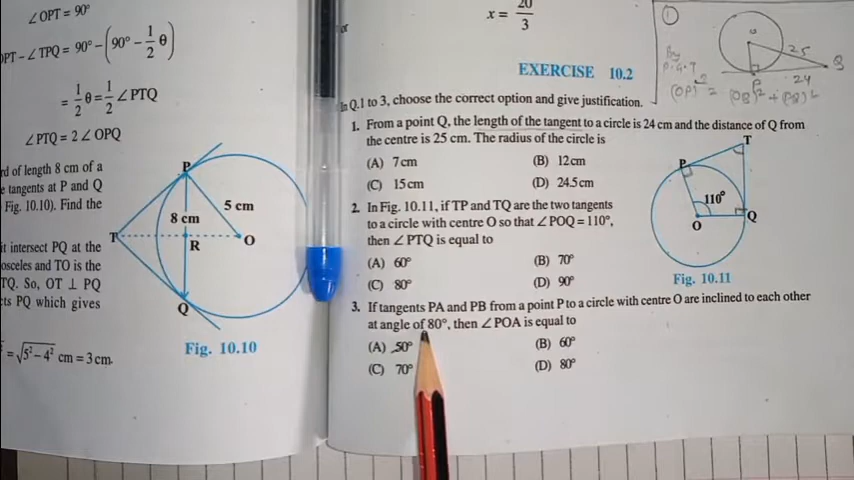 ∠OPT = 90°
OPT – ∠TPQ = 90° – (90° – 1/2 θ)
= 1/2 θ = 1/2 ∠PTQ
∠PTQ = 2 ∠OPQ
rd of length 8 cm of a
e tangents at P and Q
Fig. 10.10). Find the
it intersect PQ at the
osceles and TO is the
TQ. So, OT ⊥ PQ
ts PQ which gives
= √5² – 4² cm = 3 cm.
P
5 cm
8 cm
T
R
O
Q
Fig. 10.10
or
x = 20/3
EXERCISE 10.2
In Q.1 to 3, choose the correct option and give justification.
1. From a point Q, the length of the tangent to a circle is 24 cm and the distance of Q from
the centre is 25 cm. The radius of the circle is
(A) 7 cm (B) 12 cm
(C) 15 cm (D) 24.5 cm
2. In Fig. 10.11, if TP and TQ are the two tangents
to a circle with centre O so that ∠ POQ = 110°,
then ∠ PTQ is equal to
(A) 60° (B) 70°
(C) 80° (D) 90°
3. If tangents PA and PB from a point P to a circle with centre O are inclined to each other
at angle of 80°, then ∠ POA is equal to
(A) 50° (B) 60°
(C) 70° (D) 80°
T
P
110°
O
Q
Fig. 10.11
1
O
25
P
24
By
P.G.T